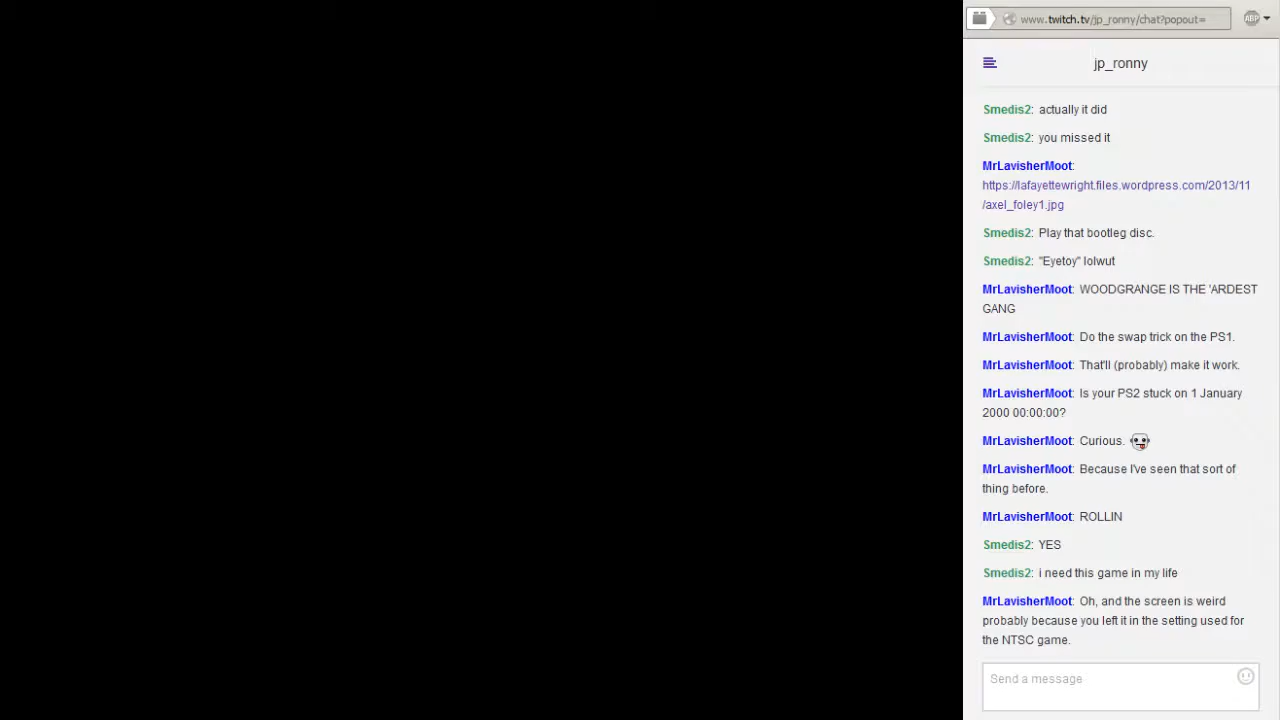 www.twitch.tv/jp_ronny/chat?popout=
ABP
jp_ronny
Smedis2: actually it did
Smedis2: you missed it
MrLavisherMoot:
https://lafayettewright.files.wordpress.com/2013/11
/axel_foley1.jpg
Smedis2: Play that bootleg disc.
Smedis2: "Eyetoy" lolwut
MrLavisherMoot: WOODGRANGE IS THE 'ARDEST
GANG
MrLavisherMoot: Do the swap trick on the PS1.
MrLavisherMoot: That'll (probably) make it work.
MrLavisherMoot: Is your PS2 stuck on 1 January
2000 00:00:00?
MrLavisherMoot: Curious.
MrLavisherMoot: Because I've seen that sort of
thing before.
MrLavisherMoot: ROLLIN
Smedis2: YES
Smedis2: i need this game in my life
MrLavisherMoot: Oh, and the screen is weird
probably because you left it in the setting used for
the NTSC game.
Send a message